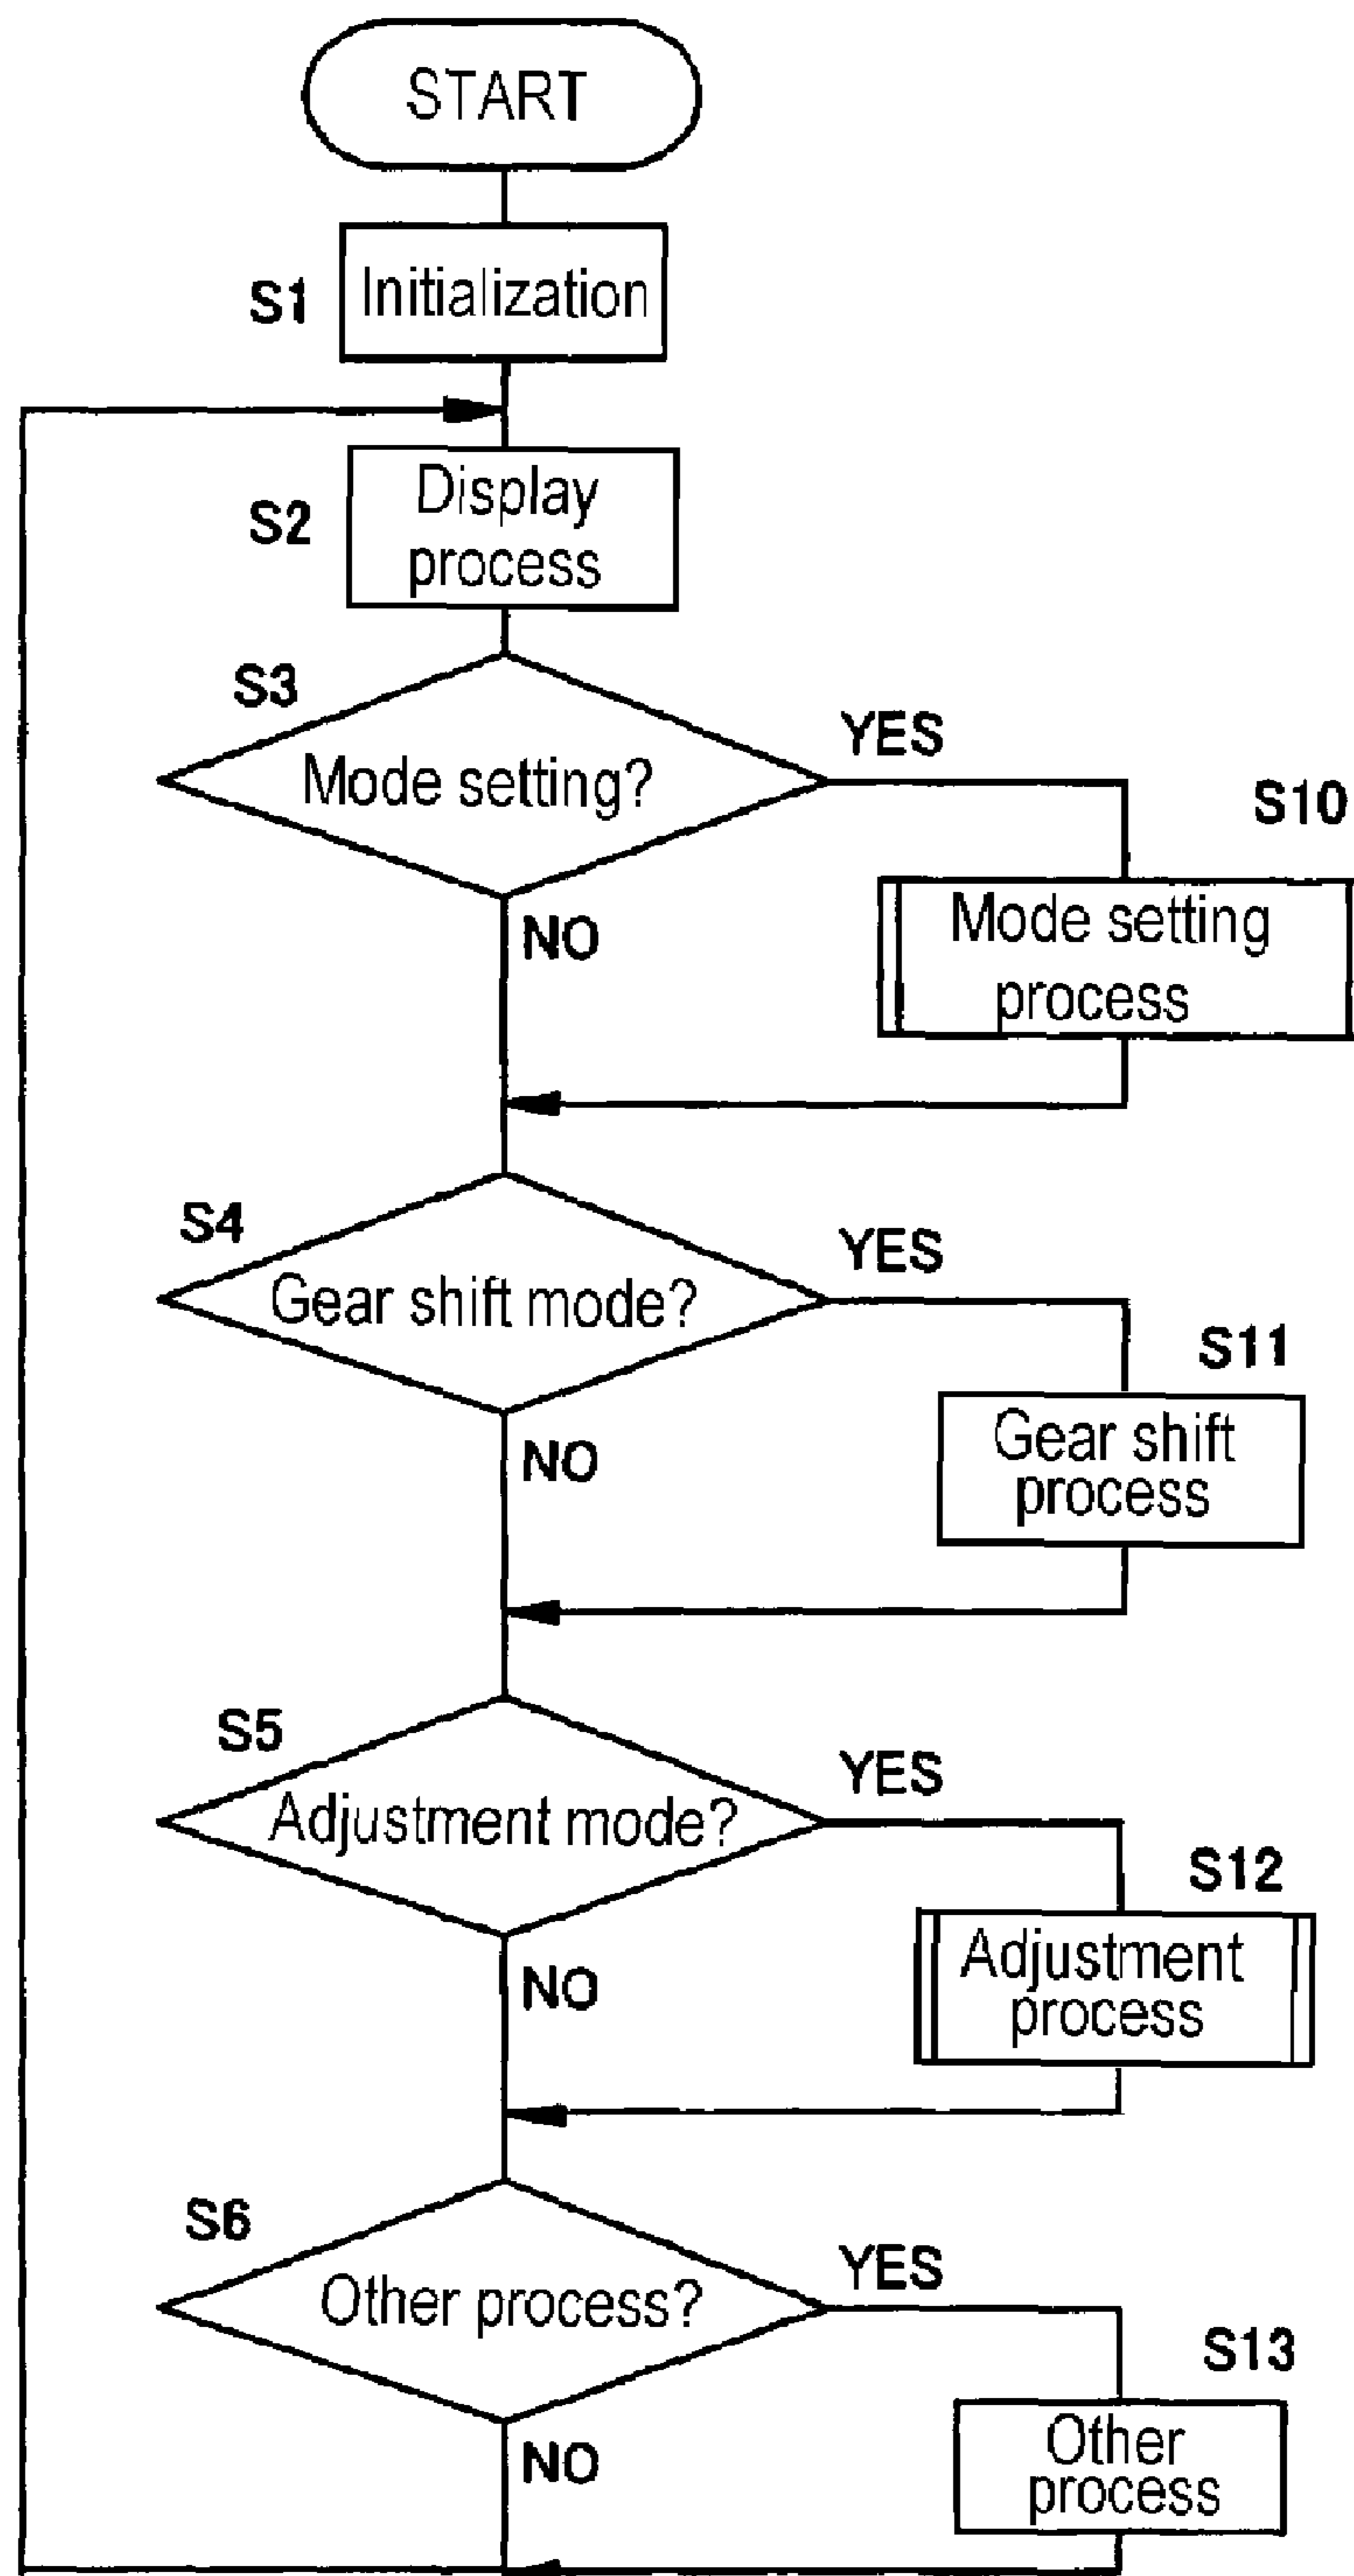 START
S1
Initialization
S2
Display
process
S3
Mode setting?
YES
NO
S10
Mode setting
process
S4
Gear shift mode?
YES
NO
S11
Gear shift
process
S5
Adjustment mode?
YES
NO
S12
Adjustment
process
S6
Other process?
YES
NO
S13
Other
process